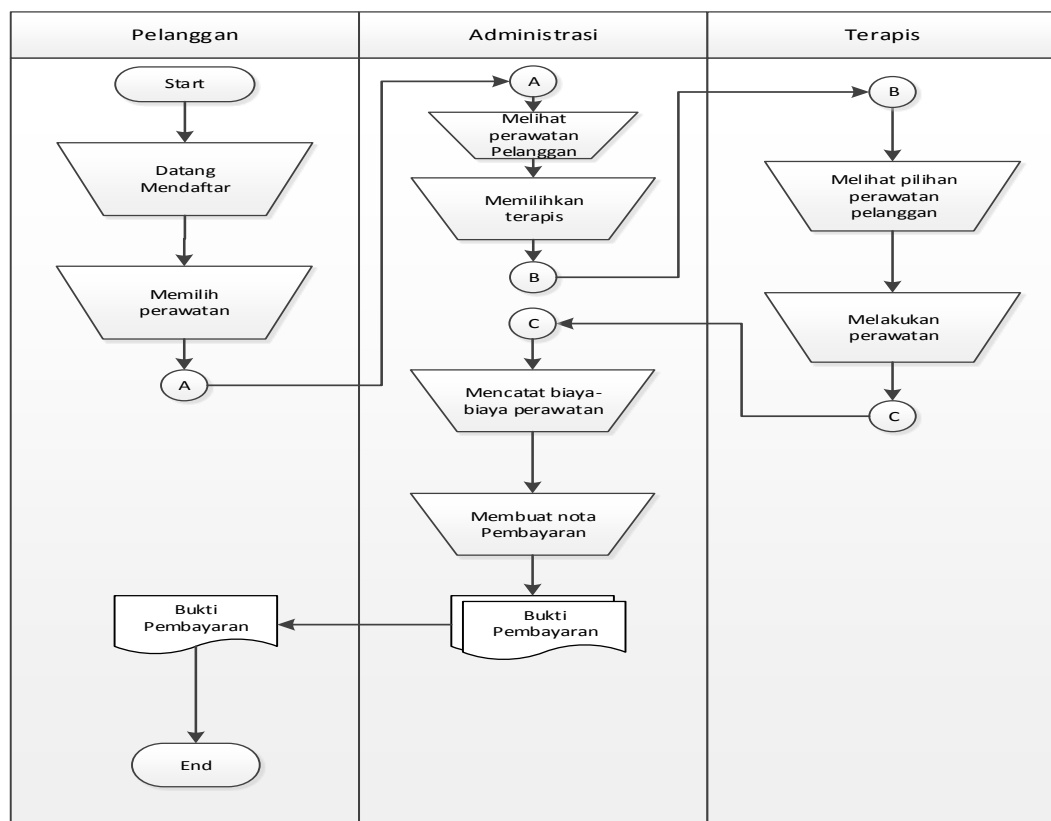 Pelanggan
Administrasi
Terapis
Start
Datang
Mendaftar
Memilih
perawatan
A
A
Melihat
perawatan
Pelanggan
Memilihkan
terapis
B
B
Melihat pilihan
perawatan
pelanggan
Melakukan
perawatan
C
C
Mencatat biaya-
biaya perawatan
Membuat nota
Pembayaran
Bukti
Pembayaran
Bukti
Pembayaran
End